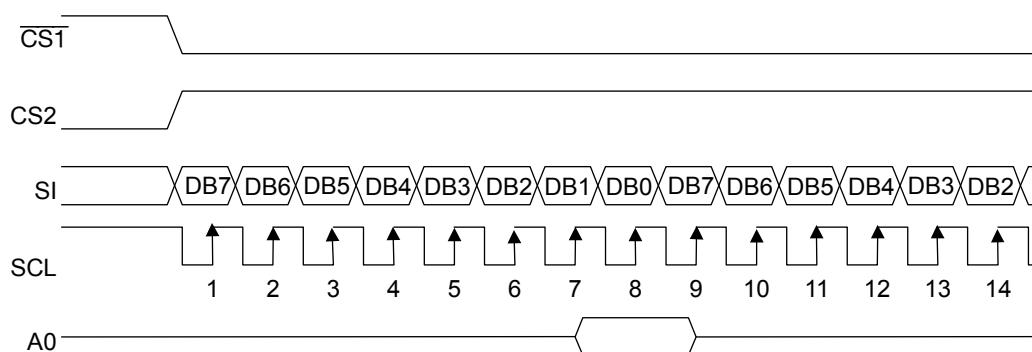 C̅S̅1̅
CS2
SI DB7 DB6 DB5 DB4 DB3 DB2 DB1 DB0 DB7 DB6 DB5 DB4 DB3 DB2
SCL
1 2 3 4 5 6 7 8 9 10 11 12 13 14
A0